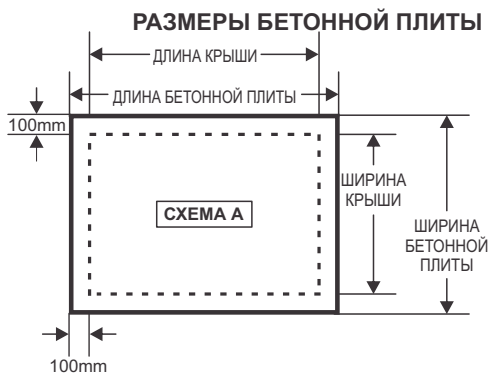 РАЗМЕРЫ БЕТОННОЙ ПЛИТЫ
ДЛИНА КРЫШИ
ДЛИНА БЕТОННОЙ ПЛИТЫ
100mm
СХЕМА А
ШИРИНА
КРЫШИ
ШИРИНА
БЕТОННОЙ
ПЛИТЫ
100mm